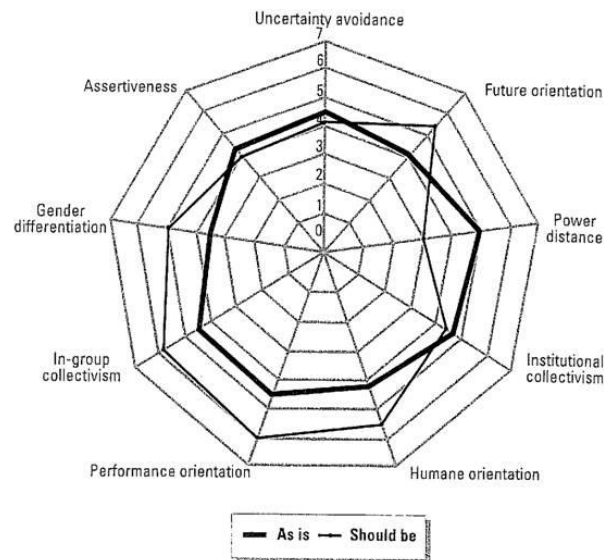 Uncertainty avoidance
7
6
5
4
3
2
1
0
Assertiveness
Future orientation
Gender
differentiation
Power
distance
In-group
collectivism
Institutional
collectivism
Performance orientation
Humane orientation
As is
Should be